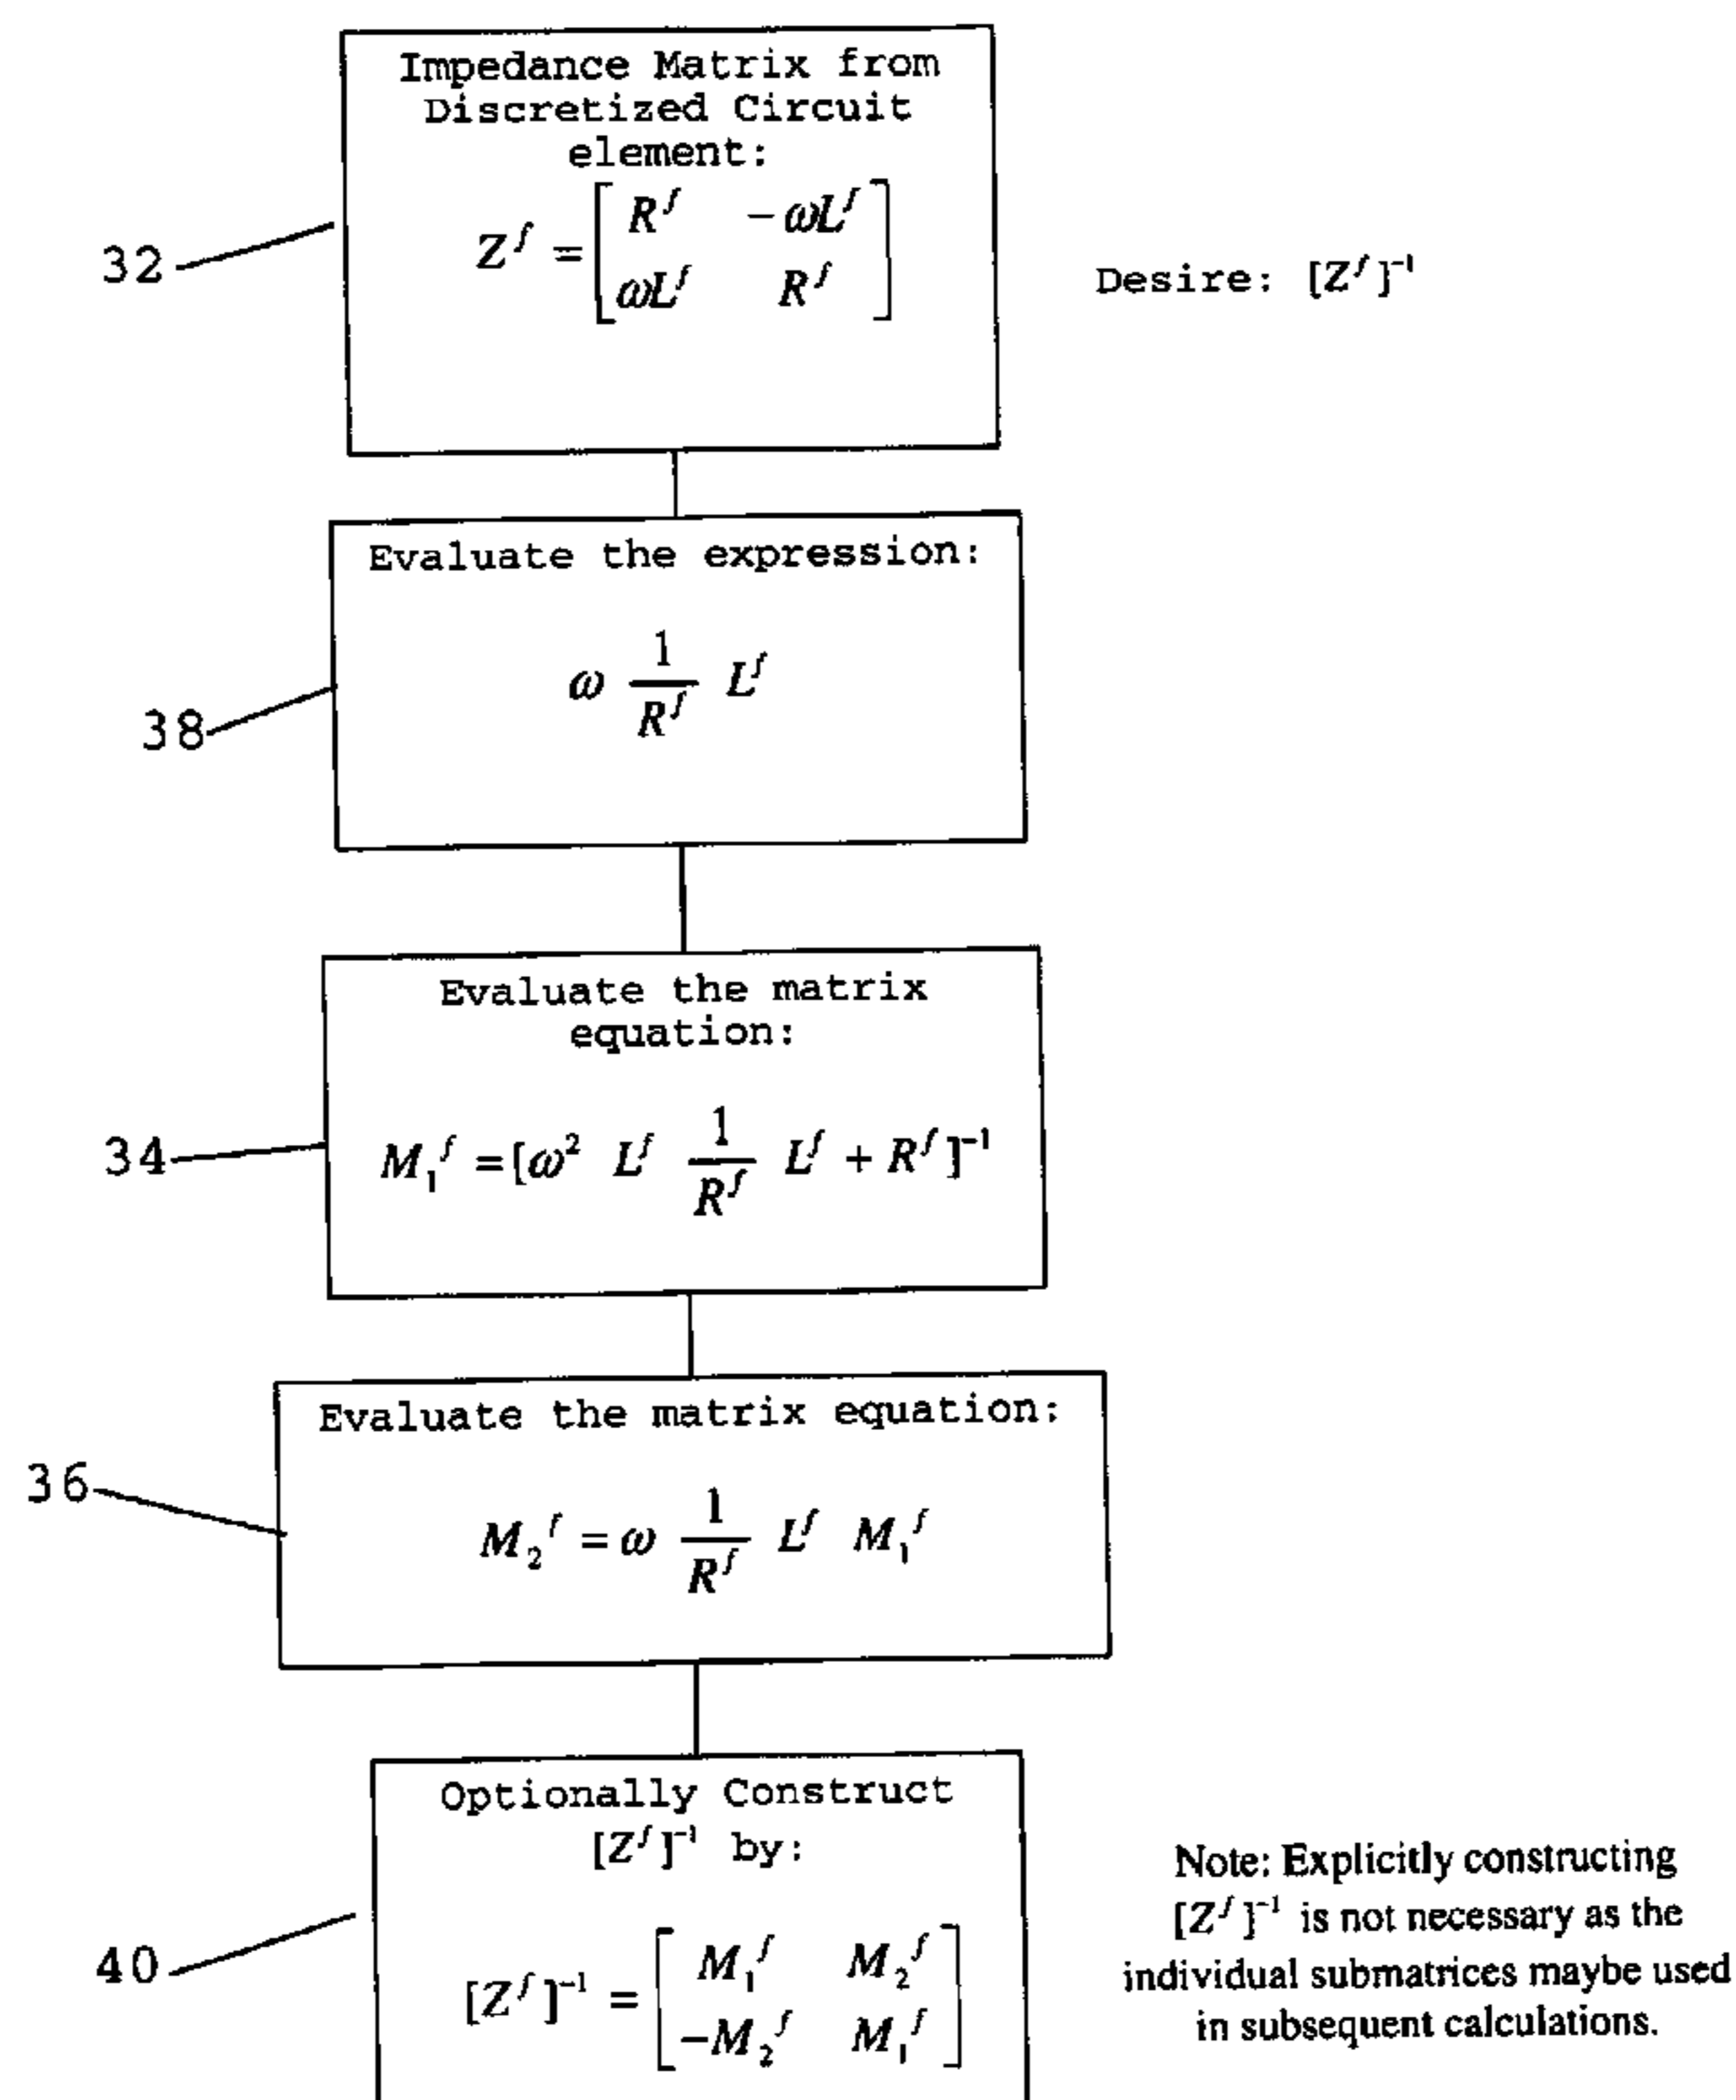 Impedance Matrix from
Discretized Circuit
element:
Z^f = [ R^f  -ωL^f
ωL^f  R^f ]
32
Desire: [Z^f]^-1
Evaluate the expression:
ω 1/R^f L^f
38
Evaluate the matrix
equation:
M_1^f = [ω^2 L^f 1/R^f L^f + R^f]^-1
34
Evaluate the matrix equation:
M_2^f = ω 1/R^f L^f M_1^f
36
Optionally Construct
[Z^f]^-1 by:
[Z^f]^-1 = [ M_1^f  M_2^f
-M_2^f  M_1^f ]
40
Note: Explicitly constructing
[Z^f]^-1 is not necessary as the
individual submatrices maybe used
in subsequent calculations.